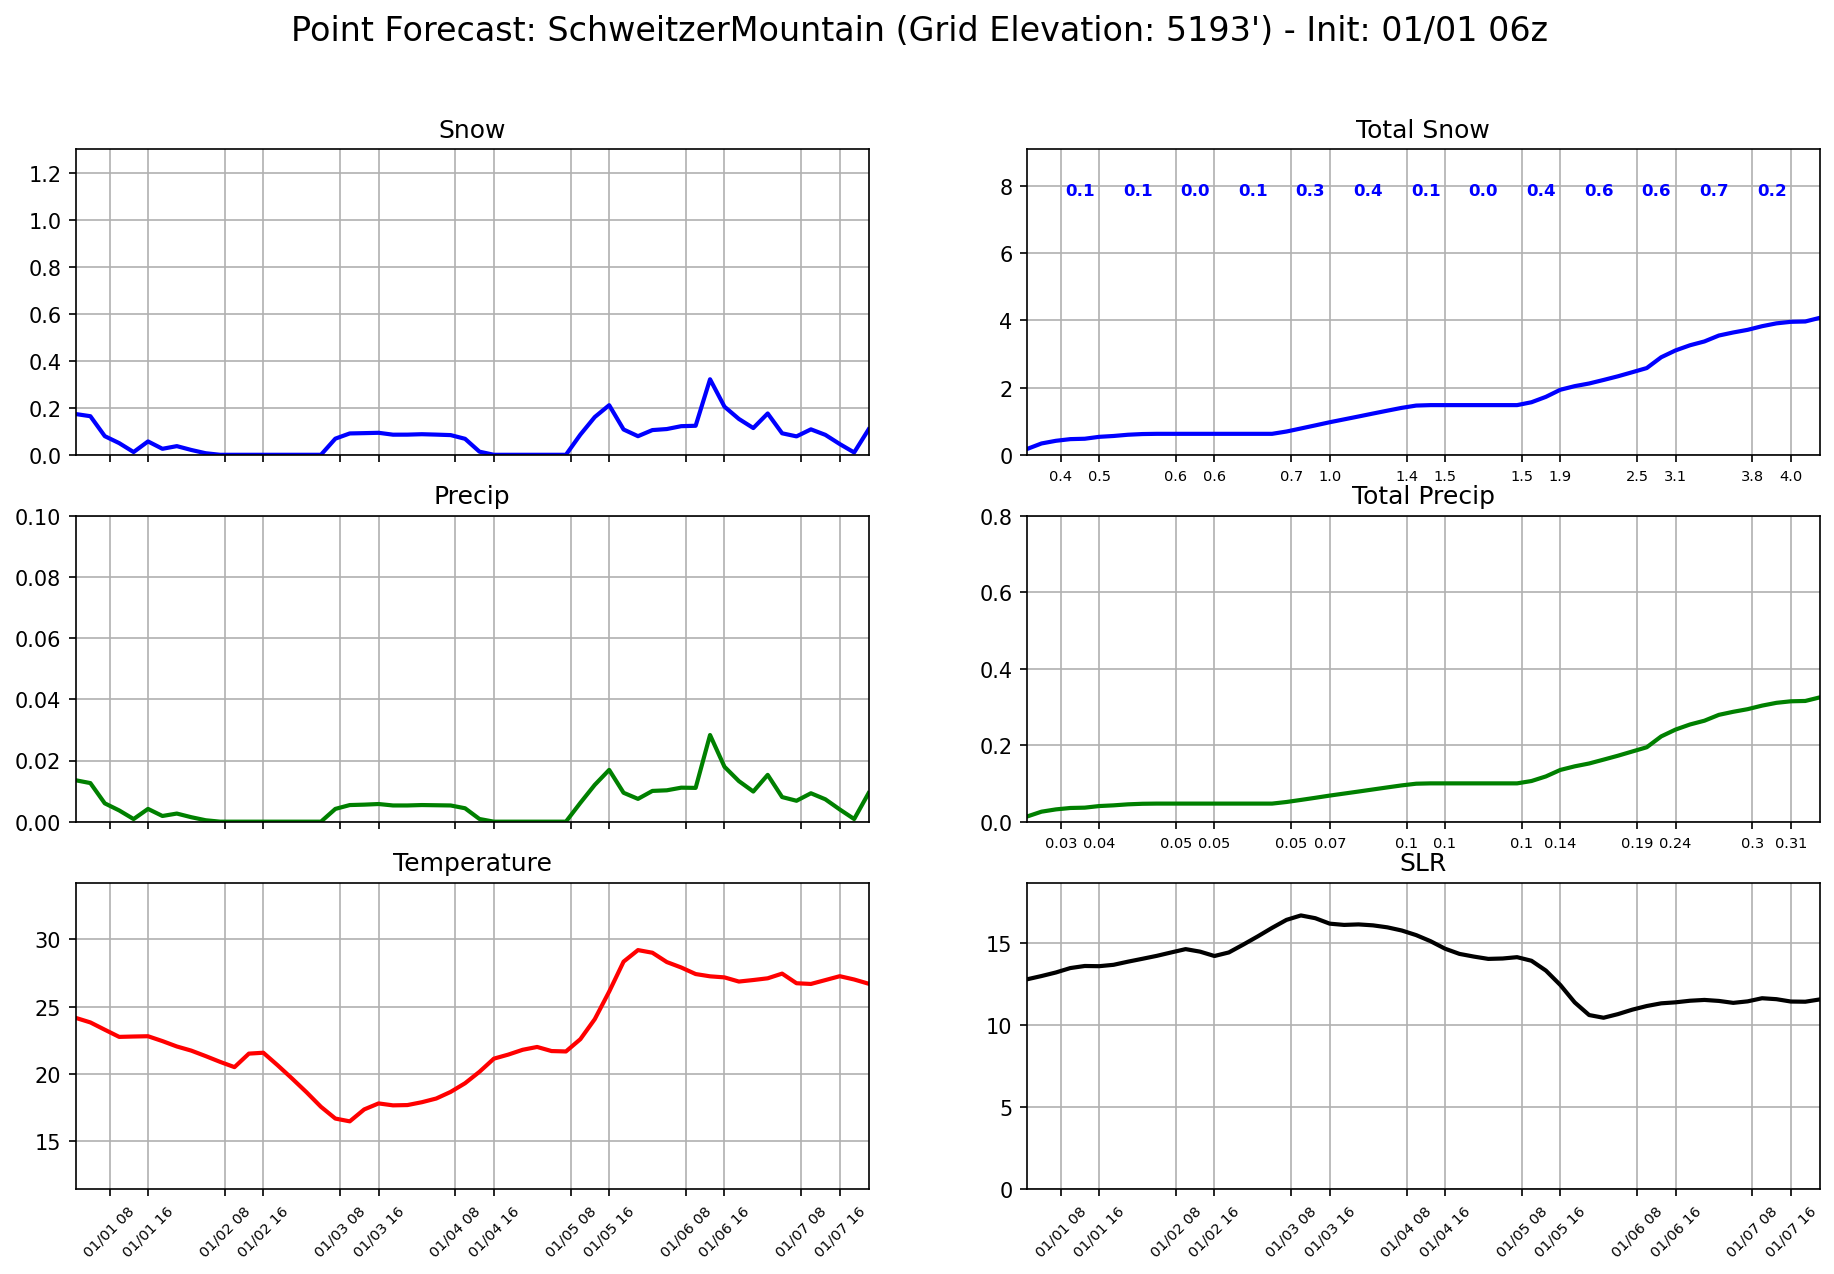 Point Forecast: SchweitzerMountain (Grid Elevation: 5193') - Init: 01/01 06z
Snow
1.2
1.0
0.8
0.6
0.4
0.2
0.0
Total Snow
8
6
4
2
0
0.1 0.1 0.0 0.1 0.3 0.4 0.1 0.0 0.4 0.6 0.6 0.7 0.2
0.4 0.5 0.6 0.6 0.7 1.0 1.4 1.5 1.5 1.9 2.5 3.1 3.8 4.0
Precip
0.10
0.08
0.06
0.04
0.02
0.00
Total Precip
0.8
0.6
0.4
0.2
0.0
0.03 0.04 0.05 0.05 0.05 0.07 0.1 0.1 0.1 0.14 0.19 0.24 0.3 0.31
Temperature
30
25
20
15
01/01 08 01/01 16 01/02 08 01/02 16 01/03 08 01/03 16 01/04 08 01/04 16 01/05 08 01/05 16 01/06 08 01/06 16 01/07 08 01/07 16
SLR
15
10
5
0
01/01 08 01/01 16 01/02 08 01/02 16 01/03 08 01/03 16 01/04 08 01/04 16 01/05 08 01/05 16 01/06 08 01/06 16 01/07 08 01/07 16